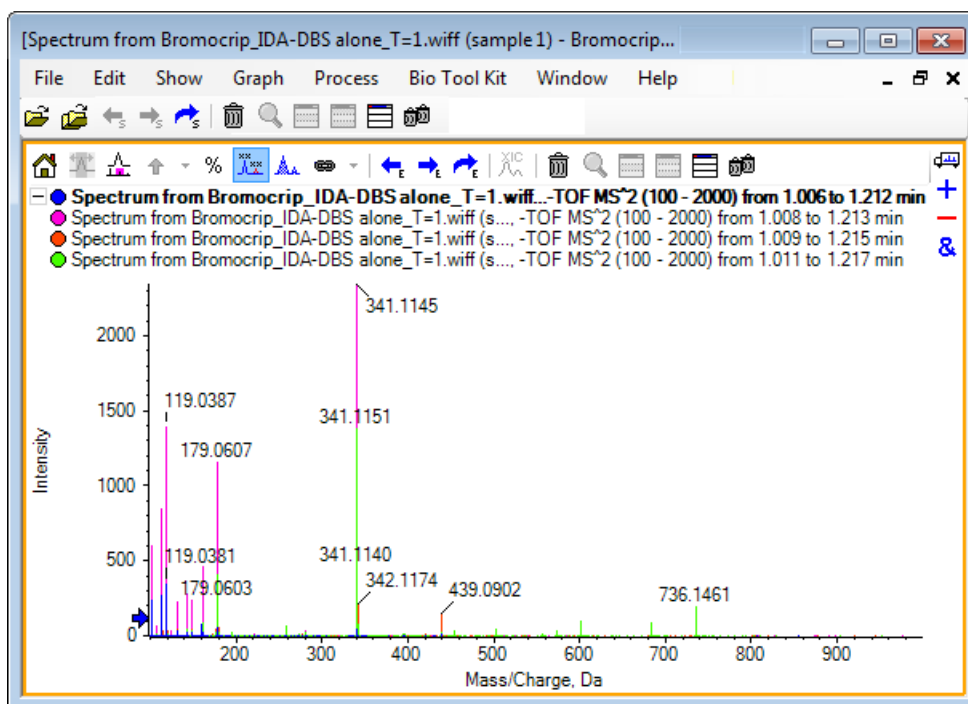 [Spectrum from Bromocrip_IDA-DBS alone_T=1.wiff (sample 1) - Bromocrip...
File Edit Show Graph Process Bio Tool Kit Window Help
S S S
% E E E XIC
Spectrum from Bromocrip_IDA-DBS alone_T=1.wiff...-TOF MS^2 (100 - 2000) from 1.006 to 1.212 min
Spectrum from Bromocrip_IDA-DBS alone_T=1.wiff (s..., -TOF MS^2 (100 - 2000) from 1.008 to 1.213 min
Spectrum from Bromocrip_IDA-DBS alone_T=1.wiff (s..., -TOF MS^2 (100 - 2000) from 1.009 to 1.215 min
Spectrum from Bromocrip_IDA-DBS alone_T=1.wiff (s..., -TOF MS^2 (100 - 2000) from 1.011 to 1.217 min
+
&
341.1145
2000
119.0387
1500
341.1151
179.0607
1000
Intensity
119.0381
341.1140
500
179.0603
342.1174
439.0902
736.1461
0
200 300 400 500 600 700 800 900
Mass/Charge, Da